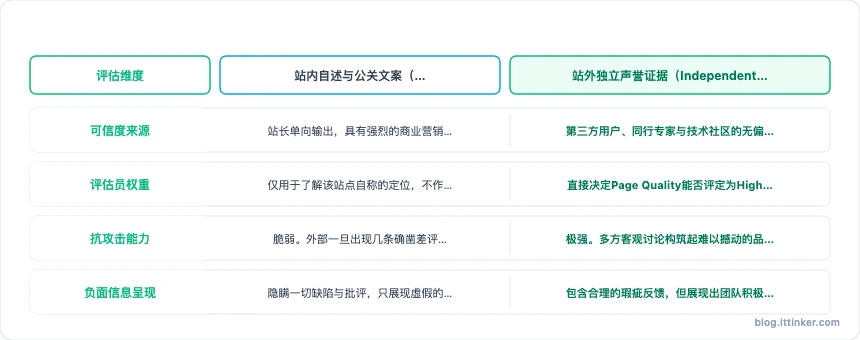 评估维度 站内自述与公关文案（... 站外独立声誉证据（Independent...
可信度来源 站长单向输出，具有强烈的商业营销... 第三方用户、同行专家与技术社区的无偏...
评估员权重 仅用于了解该站点自称的定位，不作... 直接决定Page Quality能否评定为High...
抗攻击能力 脆弱。外部一旦出现几条确凿差评... 极强。多方客观讨论构筑起难以撼动的品...
负面信息呈现 隐瞒一切缺陷与批评，只展现虚假的... 包含合理的瑕疵反馈，但展现出团队积极...
blog.ittinker.com